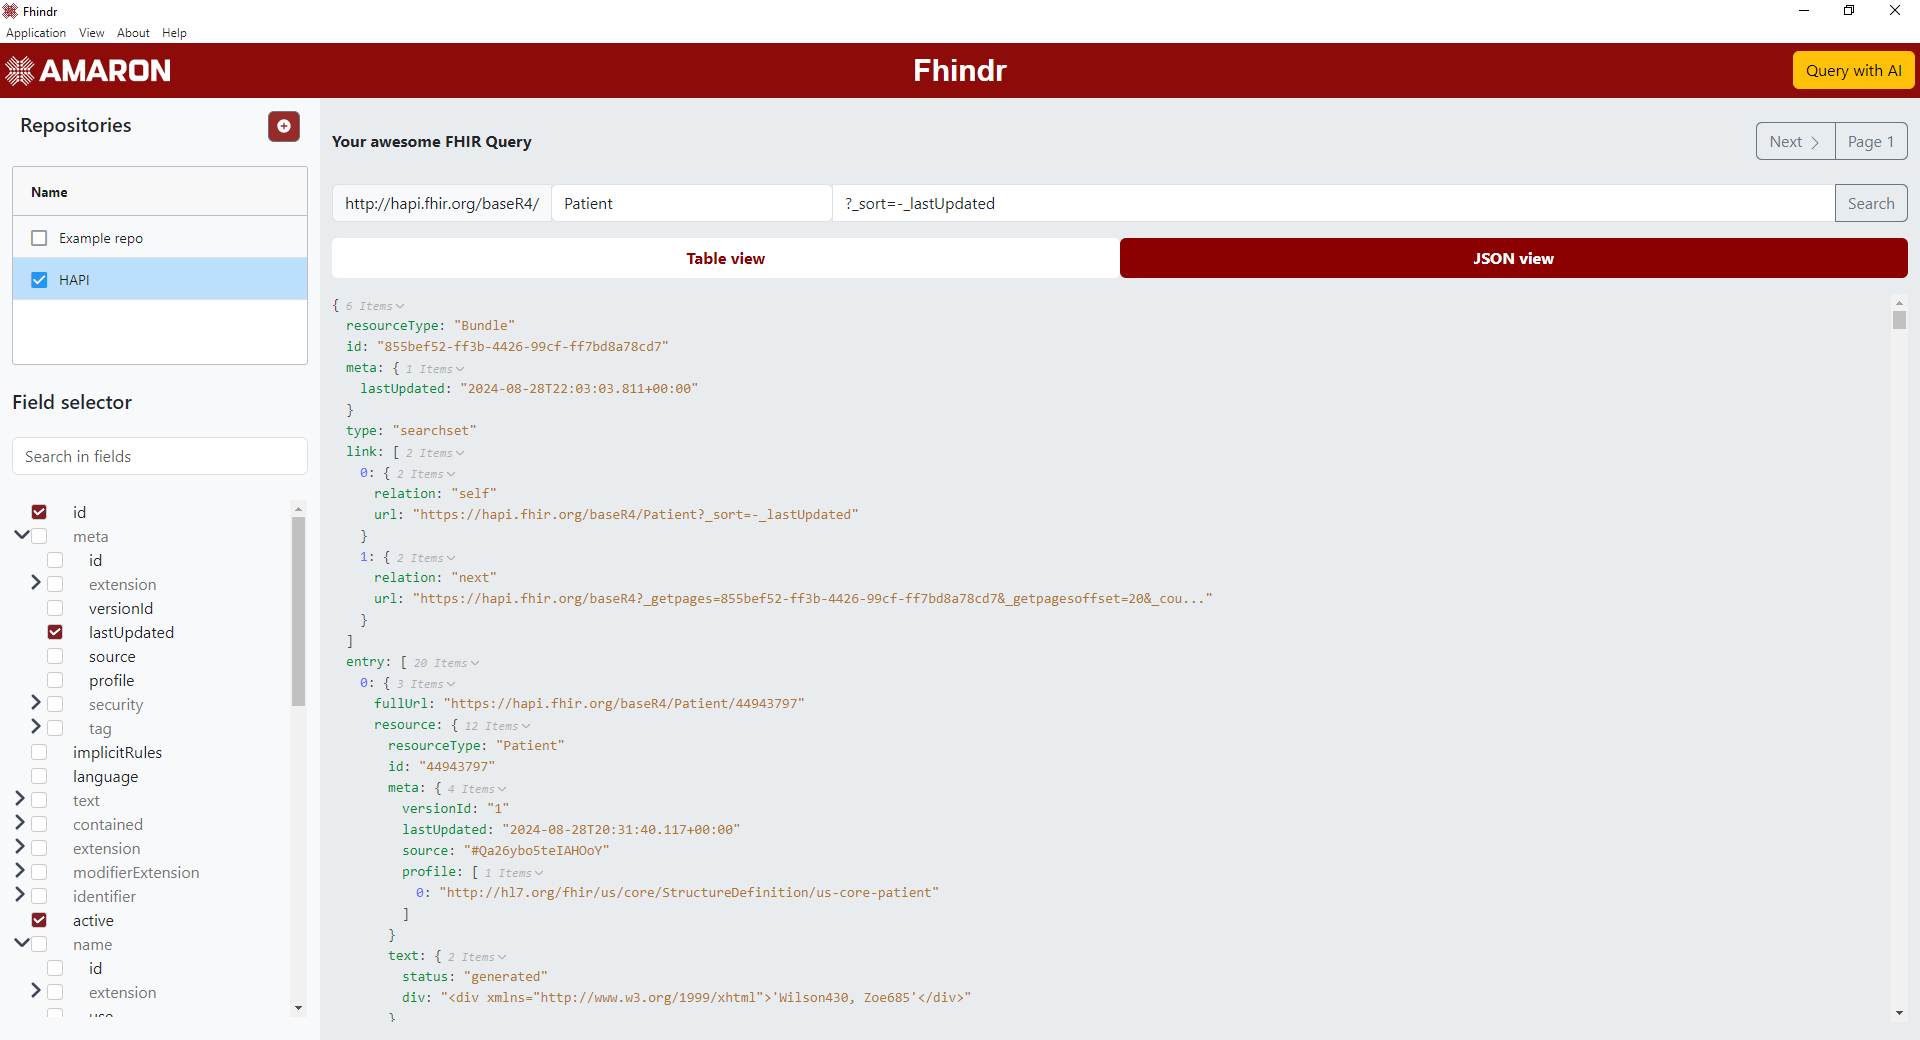 Fhindr
Application View About Help
AMARON
Fhindr
Query with AI
Repositories
Name
Example repo
HAPI
Field selector
Search in fields
id
meta
id
extension
versionId
lastUpdated
source
profile
security
tag
implicitRules
language
text
contained
extension
modifierExtension
identifier
active
name
id
extension
use
Your awesome FHIR Query
Next Page 1
http://hapi.fhir.org/baseR4/ Patient ?_sort=-_lastUpdated Search
Table view JSON view
{ 6 Items
resourceType: "Bundle"
id: "855bef52-ff3b-4426-99cf-ff7bd8a78cd7"
meta: { 1 Items
lastUpdated: "2024-08-28T22:03:03.811+00:00"
}
type: "searchset"
link: [ 2 Items
0: { 2 Items
relation: "self"
url: "https://hapi.fhir.org/baseR4/Patient?_sort=-_lastUpdated"
}
1: { 2 Items
relation: "next"
url: "https://hapi.fhir.org/baseR4?_getpages=855bef52-ff3b-4426-99cf-ff7bd8a78cd7&_getpagesoffset=20&_cou..."
}
]
entry: [ 20 Items
0: { 3 Items
fullUrl: "https://hapi.fhir.org/baseR4/Patient/44943797"
resource: { 12 Items
resourceType: "Patient"
id: "44943797"
meta: { 4 Items
versionId: "1"
lastUpdated: "2024-08-28T20:31:40.117+00:00"
source: "#Qa26ybo5teIAHOoY"
profile: [ 1 Items
0: "http://hl7.org/fhir/us/core/StructureDefinition/us-core-patient"
]
}
text: { 2 Items
status: "generated"
div: "<div xmlns="http://www.w3.org/1999/xhtml">'Wilson430, Zoe685'</div>"
}